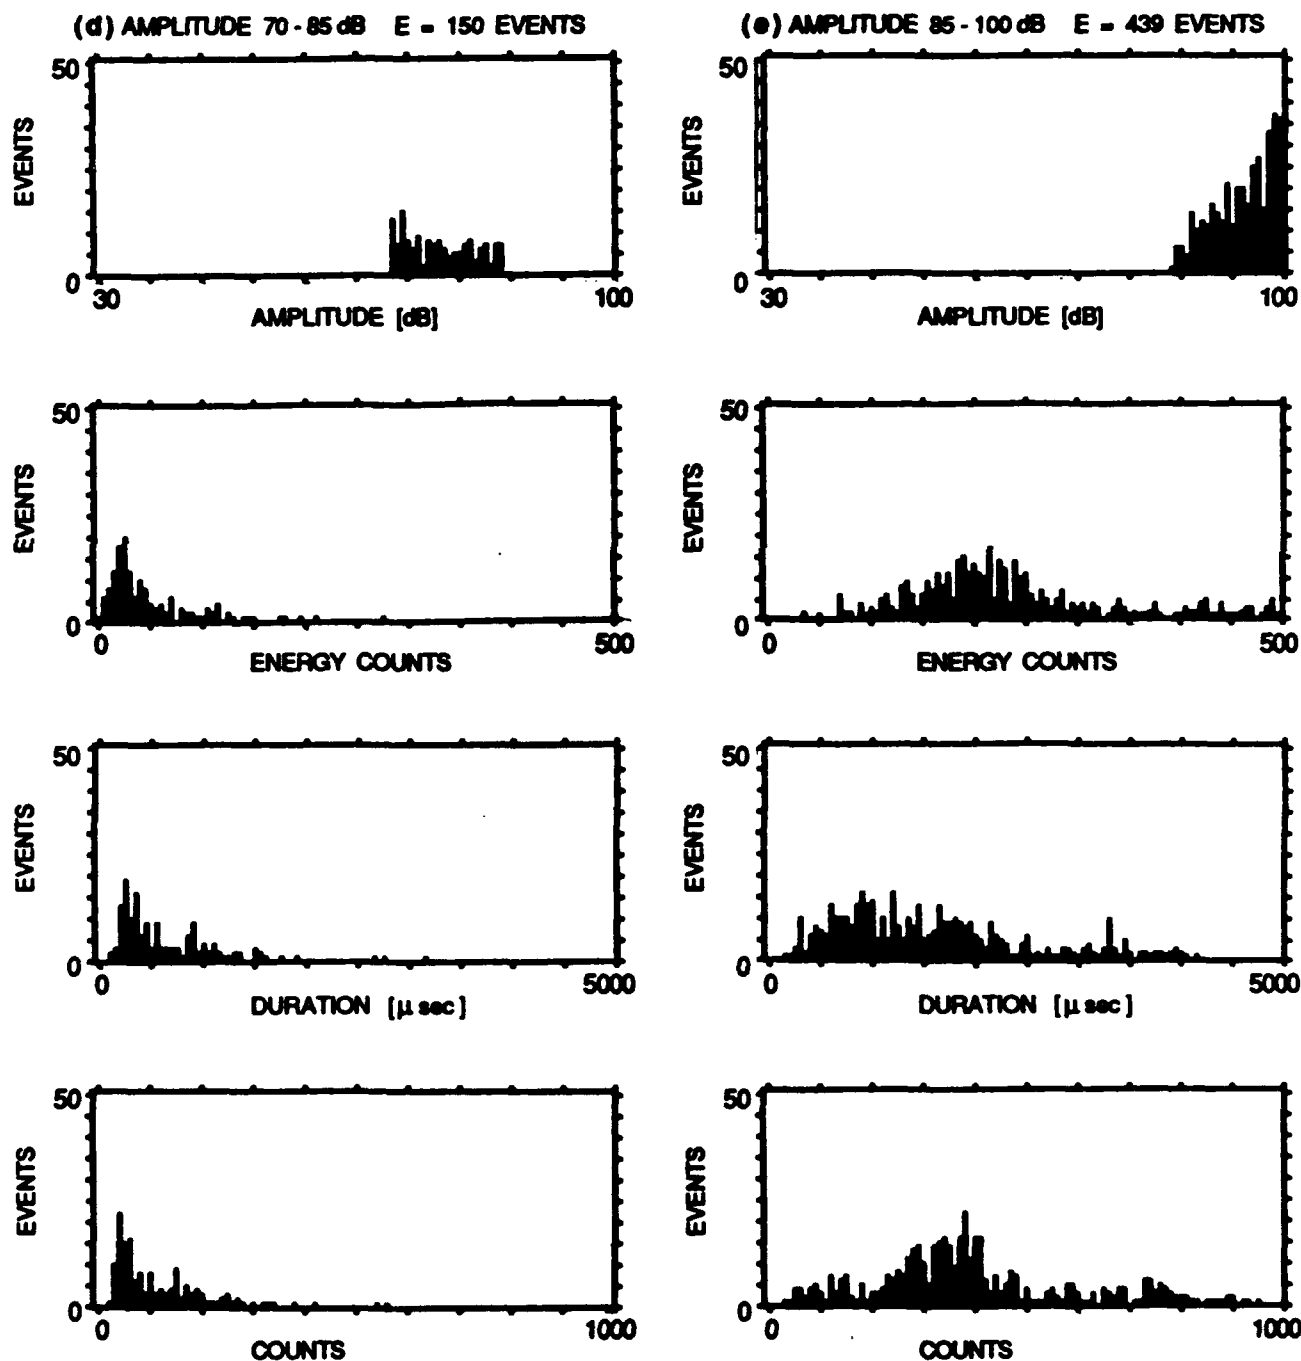 (d) AMPLITUDE 70 - 85 dB E = 150 EVENTS
50
EVENTS
0
30
100
AMPLITUDE [dB]
50
EVENTS
0
0
500
ENERGY COUNTS
50
EVENTS
0
0
5000
DURATION [μ sec]
50
EVENTS
0
0
1000
COUNTS
(e) AMPLITUDE 85 - 100 dB E = 439 EVENTS
50
EVENTS
0
30
100
AMPLITUDE [dB]
50
EVENTS
0
0
500
ENERGY COUNTS
50
EVENTS
0
0
5000
DURATION [μ sec]
50
EVENTS
0
0
1000
COUNTS